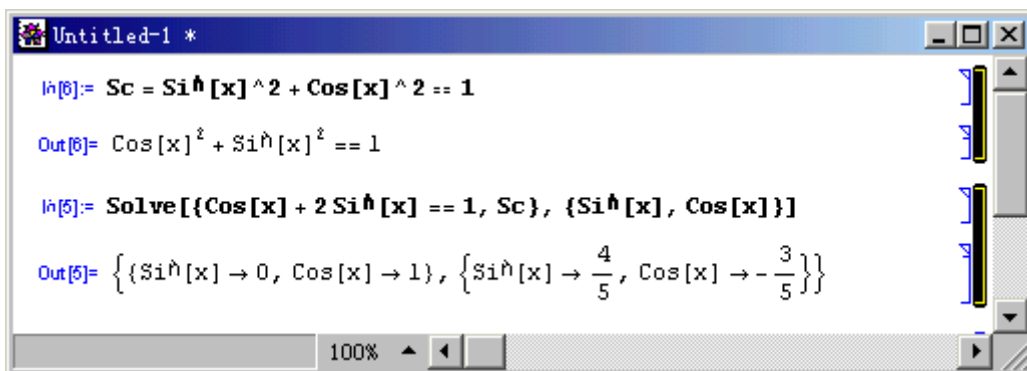 Untitled-1 *
In[6]:= Sc = Sin[x]^2 + Cos[x]^2 == 1
Out[6]= Cos[x]² + Sin[x]² == 1
In[5]:= Solve[{Cos[x] + 2 Sin[x] == 1, Sc}, {Sin[x], Cos[x]}]
Out[5]= {{Sin[x] → 0, Cos[x] → 1}, {Sin[x] → 4/5, Cos[x] → -3/5}}
100%